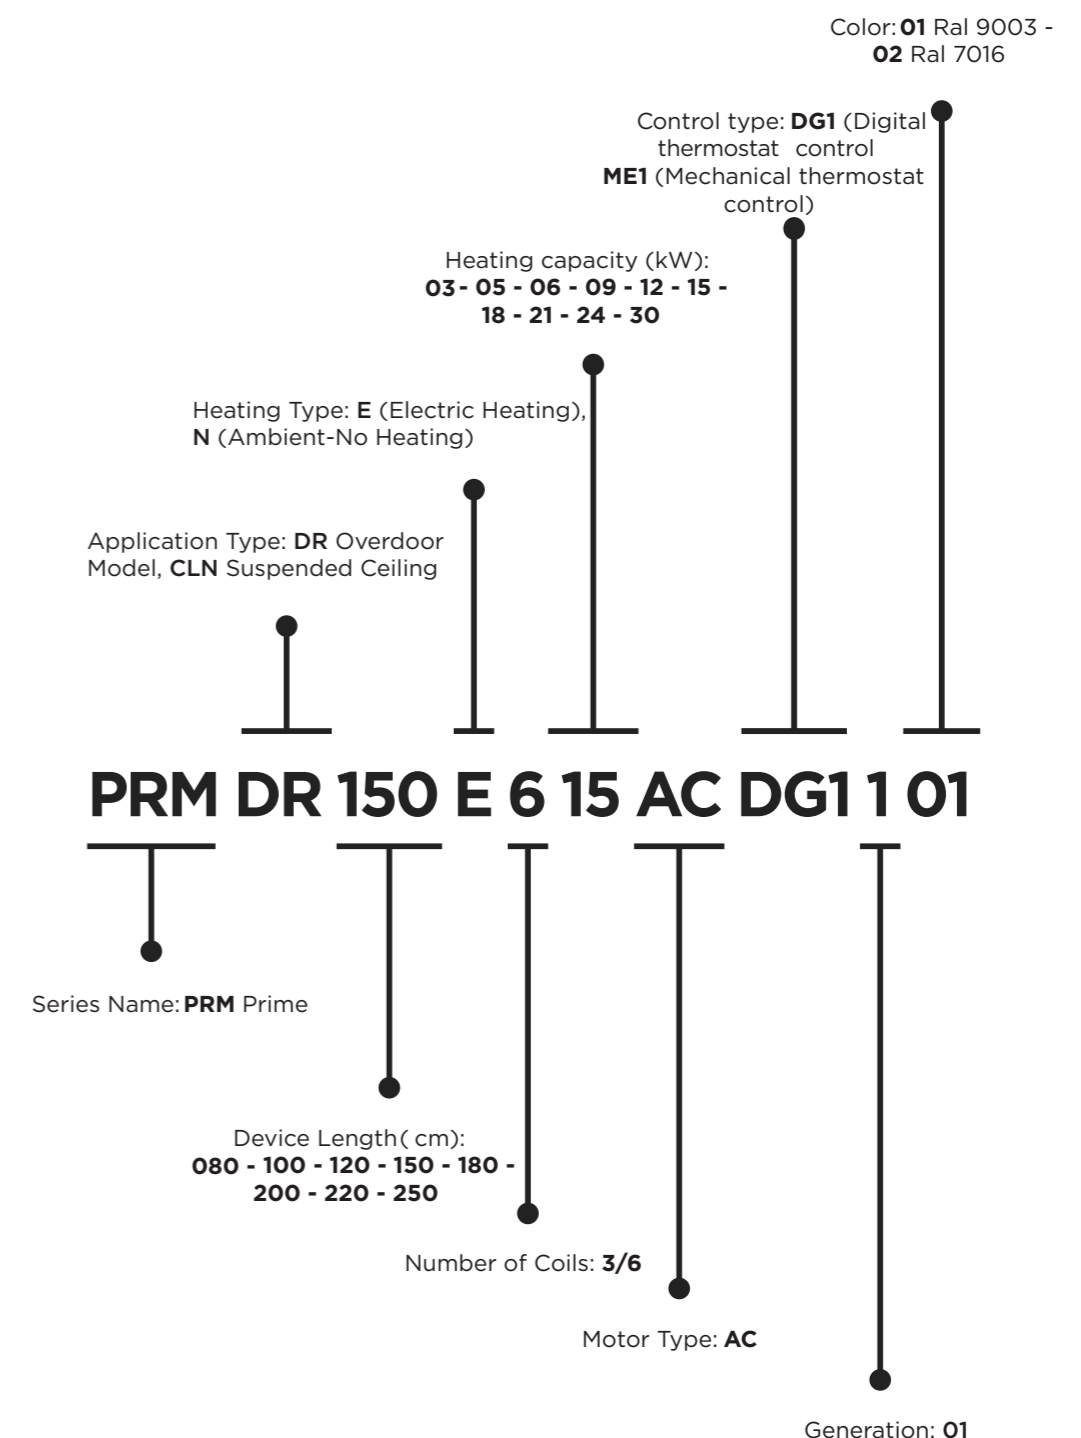 Color: 01 Ral 9003 -
02 Ral 7016
Control type: DG1 (Digital
thermostat control
ME1 (Mechanical thermostat
control)
Heating capacity (kW):
03 - 05 - 06 - 09 - 12 - 15 -
18 - 21 - 24 - 30
Heating Type: E (Electric Heating),
N (Ambient-No Heating)
Application Type: DR Overdoor
Model, CLN Suspended Ceiling
PRM DR 150 E 6 15 AC DG1 1 01
Series Name: PRM Prime
Device Length( cm):
080 - 100 - 120 - 150 - 180 -
200 - 220 - 250
Number of Coils: 3/6
Motor Type: AC
Generation: 01